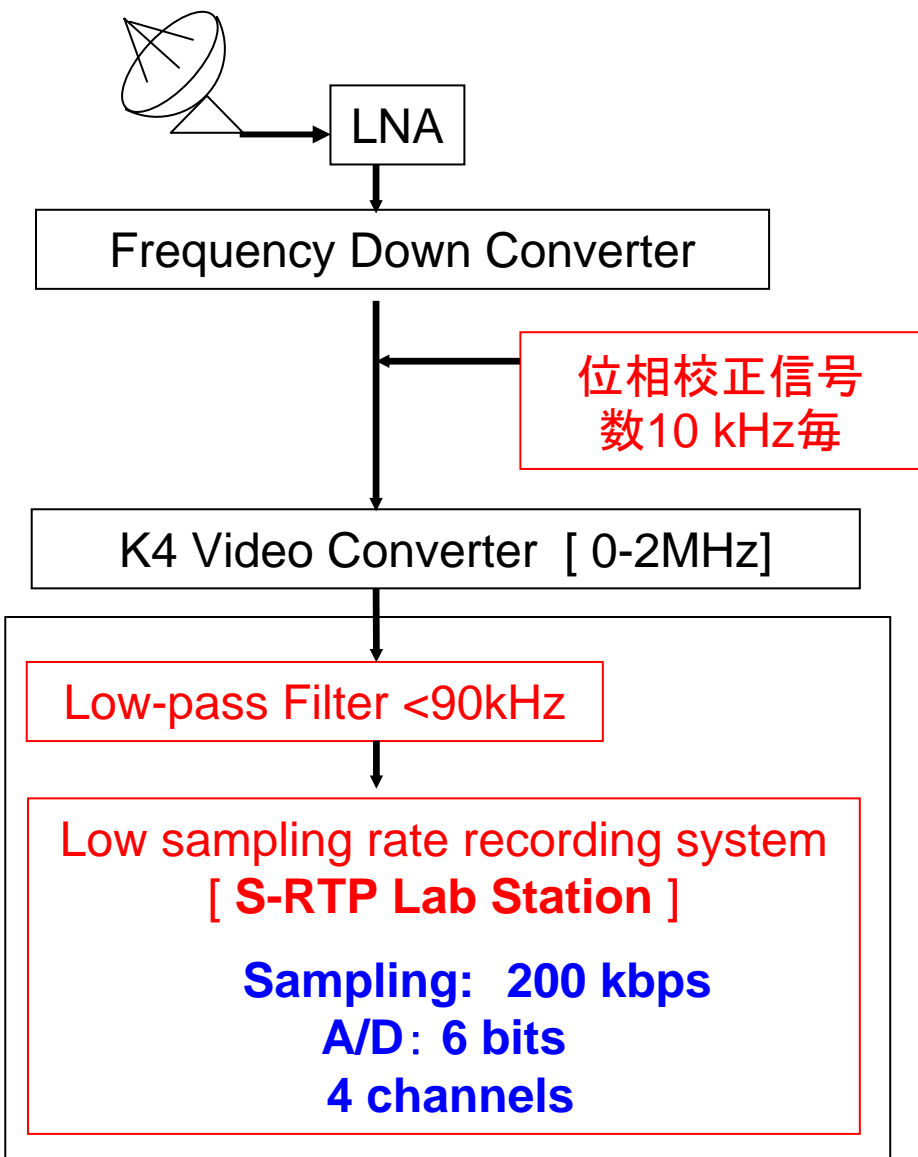 LNA
Frequency Down Converter
位相校正信号
数10 kHz毎
K4 Video Converter [ 0-2MHz]
Low-pass Filter <90kHz
Low sampling rate recording system
[ S-RTP Lab Station ]
Sampling: 200 kbps
A/D: 6 bits
4 channels